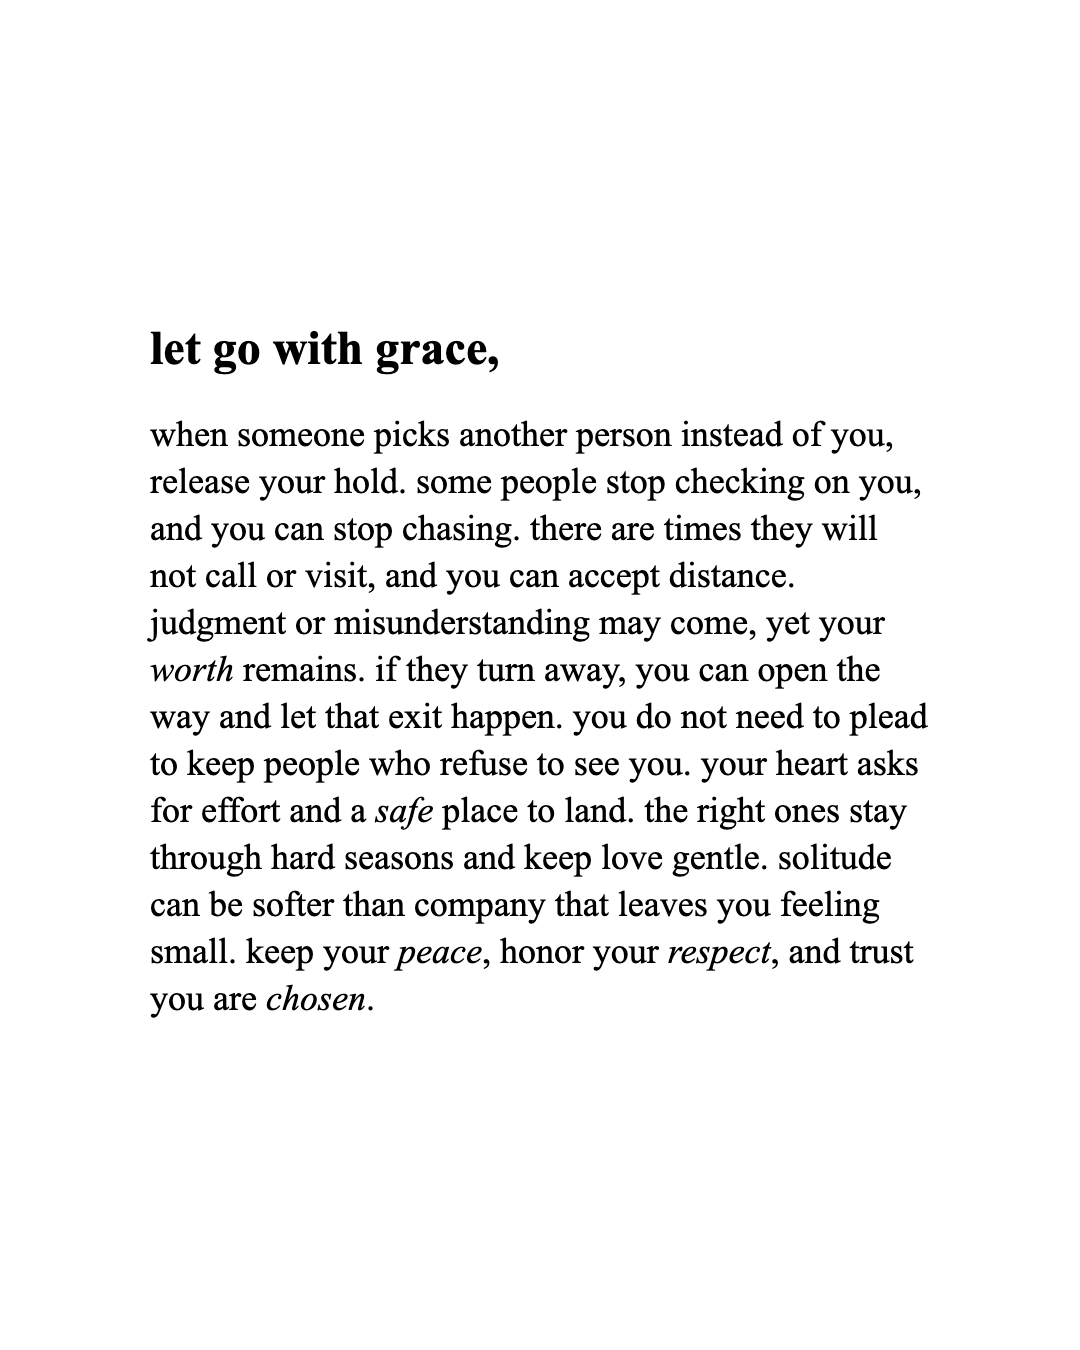 let go with grace,
when someone picks another person instead of you,
release your hold. some people stop checking on you,
and you can stop chasing. there are times they will
not call or visit, and you can accept distance.
judgment or misunderstanding may come, yet your
worth remains. if they turn away, you can open the
way and let that exit happen. you do not need to plead
to keep people who refuse to see you. your heart asks
for effort and a safe place to land. the right ones stay
through hard seasons and keep love gentle. solitude
can be softer than company that leaves you feeling
small. keep your peace, honor your respect, and trust
you are chosen.